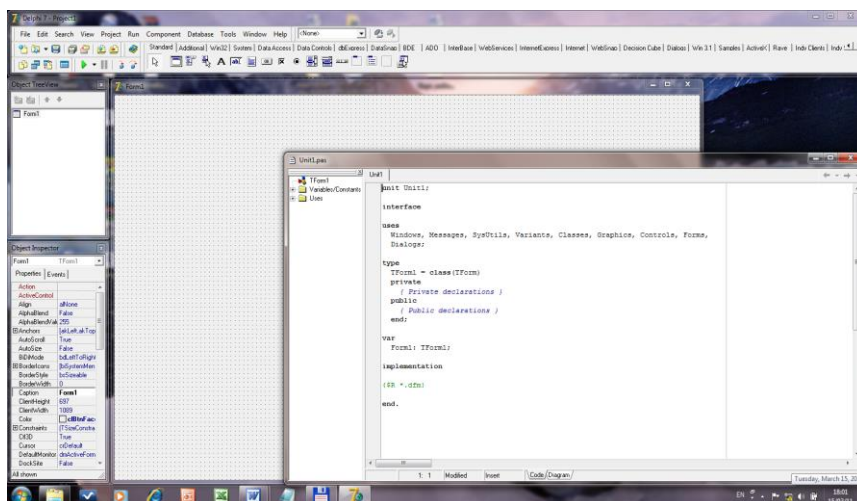 Delphi 7 - Project1
File Edit Search View Project Run Component Database Tools Window Help <None>
Standard Additional Win32 System Data Access Data Controls dbExpress DataSnap BDE ADO InterBase WebServices InternetExpress Internet WebSnap Decision Cube Dialogs Win 3.1 Samples ActiveX Rave Indy Clients Indy
Object TreeView
Form1
Form1
Unit1.pas
TForm1
Variables/Constants
Uses
Unit1
unit Unit1;
interface
uses
Windows, Messages, SysUtils, Variants, Classes, Graphics, Controls, Forms,
Dialogs;
type
TForm1 = class(TForm)
private
{ Private declarations }
public
{ Public declarations }
end;
var
Form1: TForm1;
implementation
{$R *.dfm}
end.
1: 1 Modified Insert Code Diagram
Object Inspector
Form1 TForm1
Properties Events
Action
ActiveControl
Align alNone
AlphaBlend False
AlphaBlendVal 255
Anchors [akLeft,akTop
AutoScroll True
AutoSize False
BiDiMode bdLeftToRight
BorderIcons [biSystemMen
BorderStyle bsSizeable
BorderWidth 0
Caption Form1
ClientHeight 697
ClientWidth 1089
Color clBtnFac
Constraints (TSizeConstra
Ctl3D True
Cursor crDefault
DefaultMonitor dmActiveForm
DockSite False
All shown
Tuesday, March 15, 20
EN 18:01